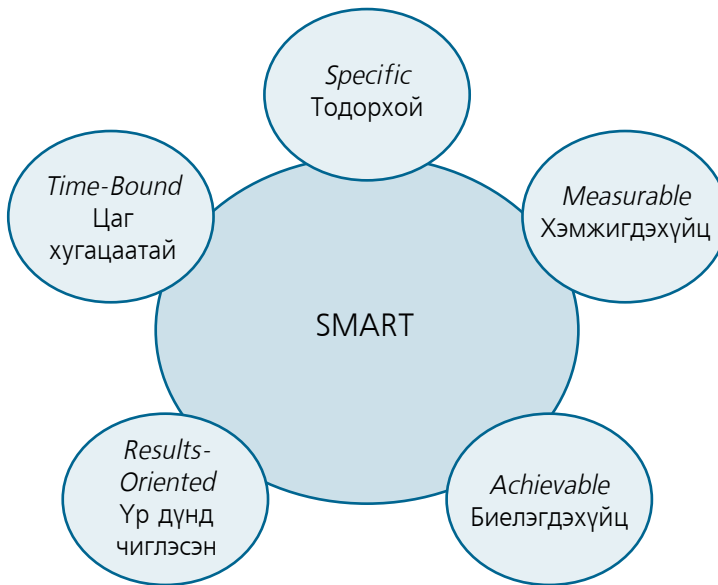 Specific
Тодорхой
Measurable
Хэмжигдэхүйц
Achievable
Биелэгдэхүйц
Results-
Oriented
Үр дүнд
чиглэсэн
Time-Bound
Цаг
хугацаатай
SMART